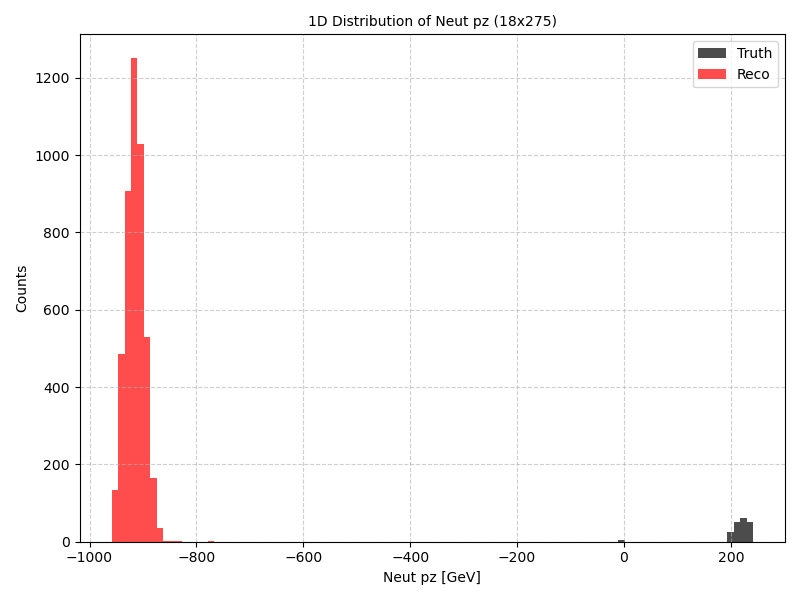 1D Distribution of Neut pz (18x275)
Truth
Reco
Counts
1200
1000
800
600
400
200
0
−1000 −800 −600 −400 −200 0 200
Neut pz [GeV]